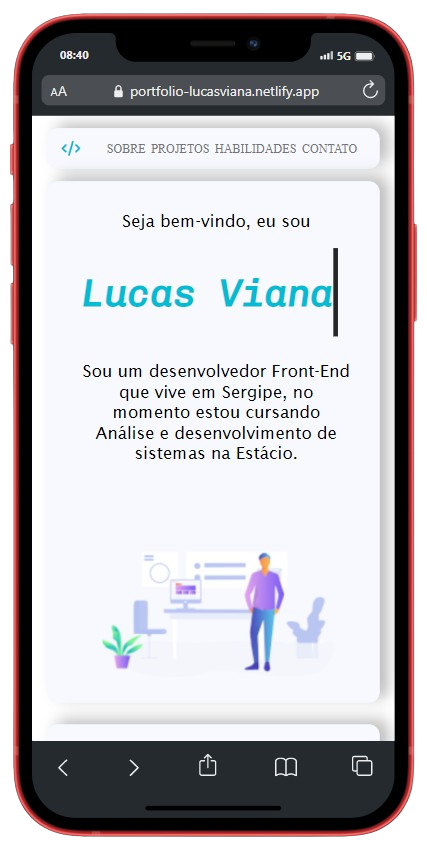 08:40
5G
AA
portfolio-lucasviana.netlify.app
</>
SOBRE PROJETOS HABILIDADES CONTATO
Seja bem-vindo, eu sou
Lucas Viana
Sou um desenvolvedor Front-End
que vive em Sergipe, no
momento estou cursando
Análise e desenvolvimento de
sistemas na Estácio.